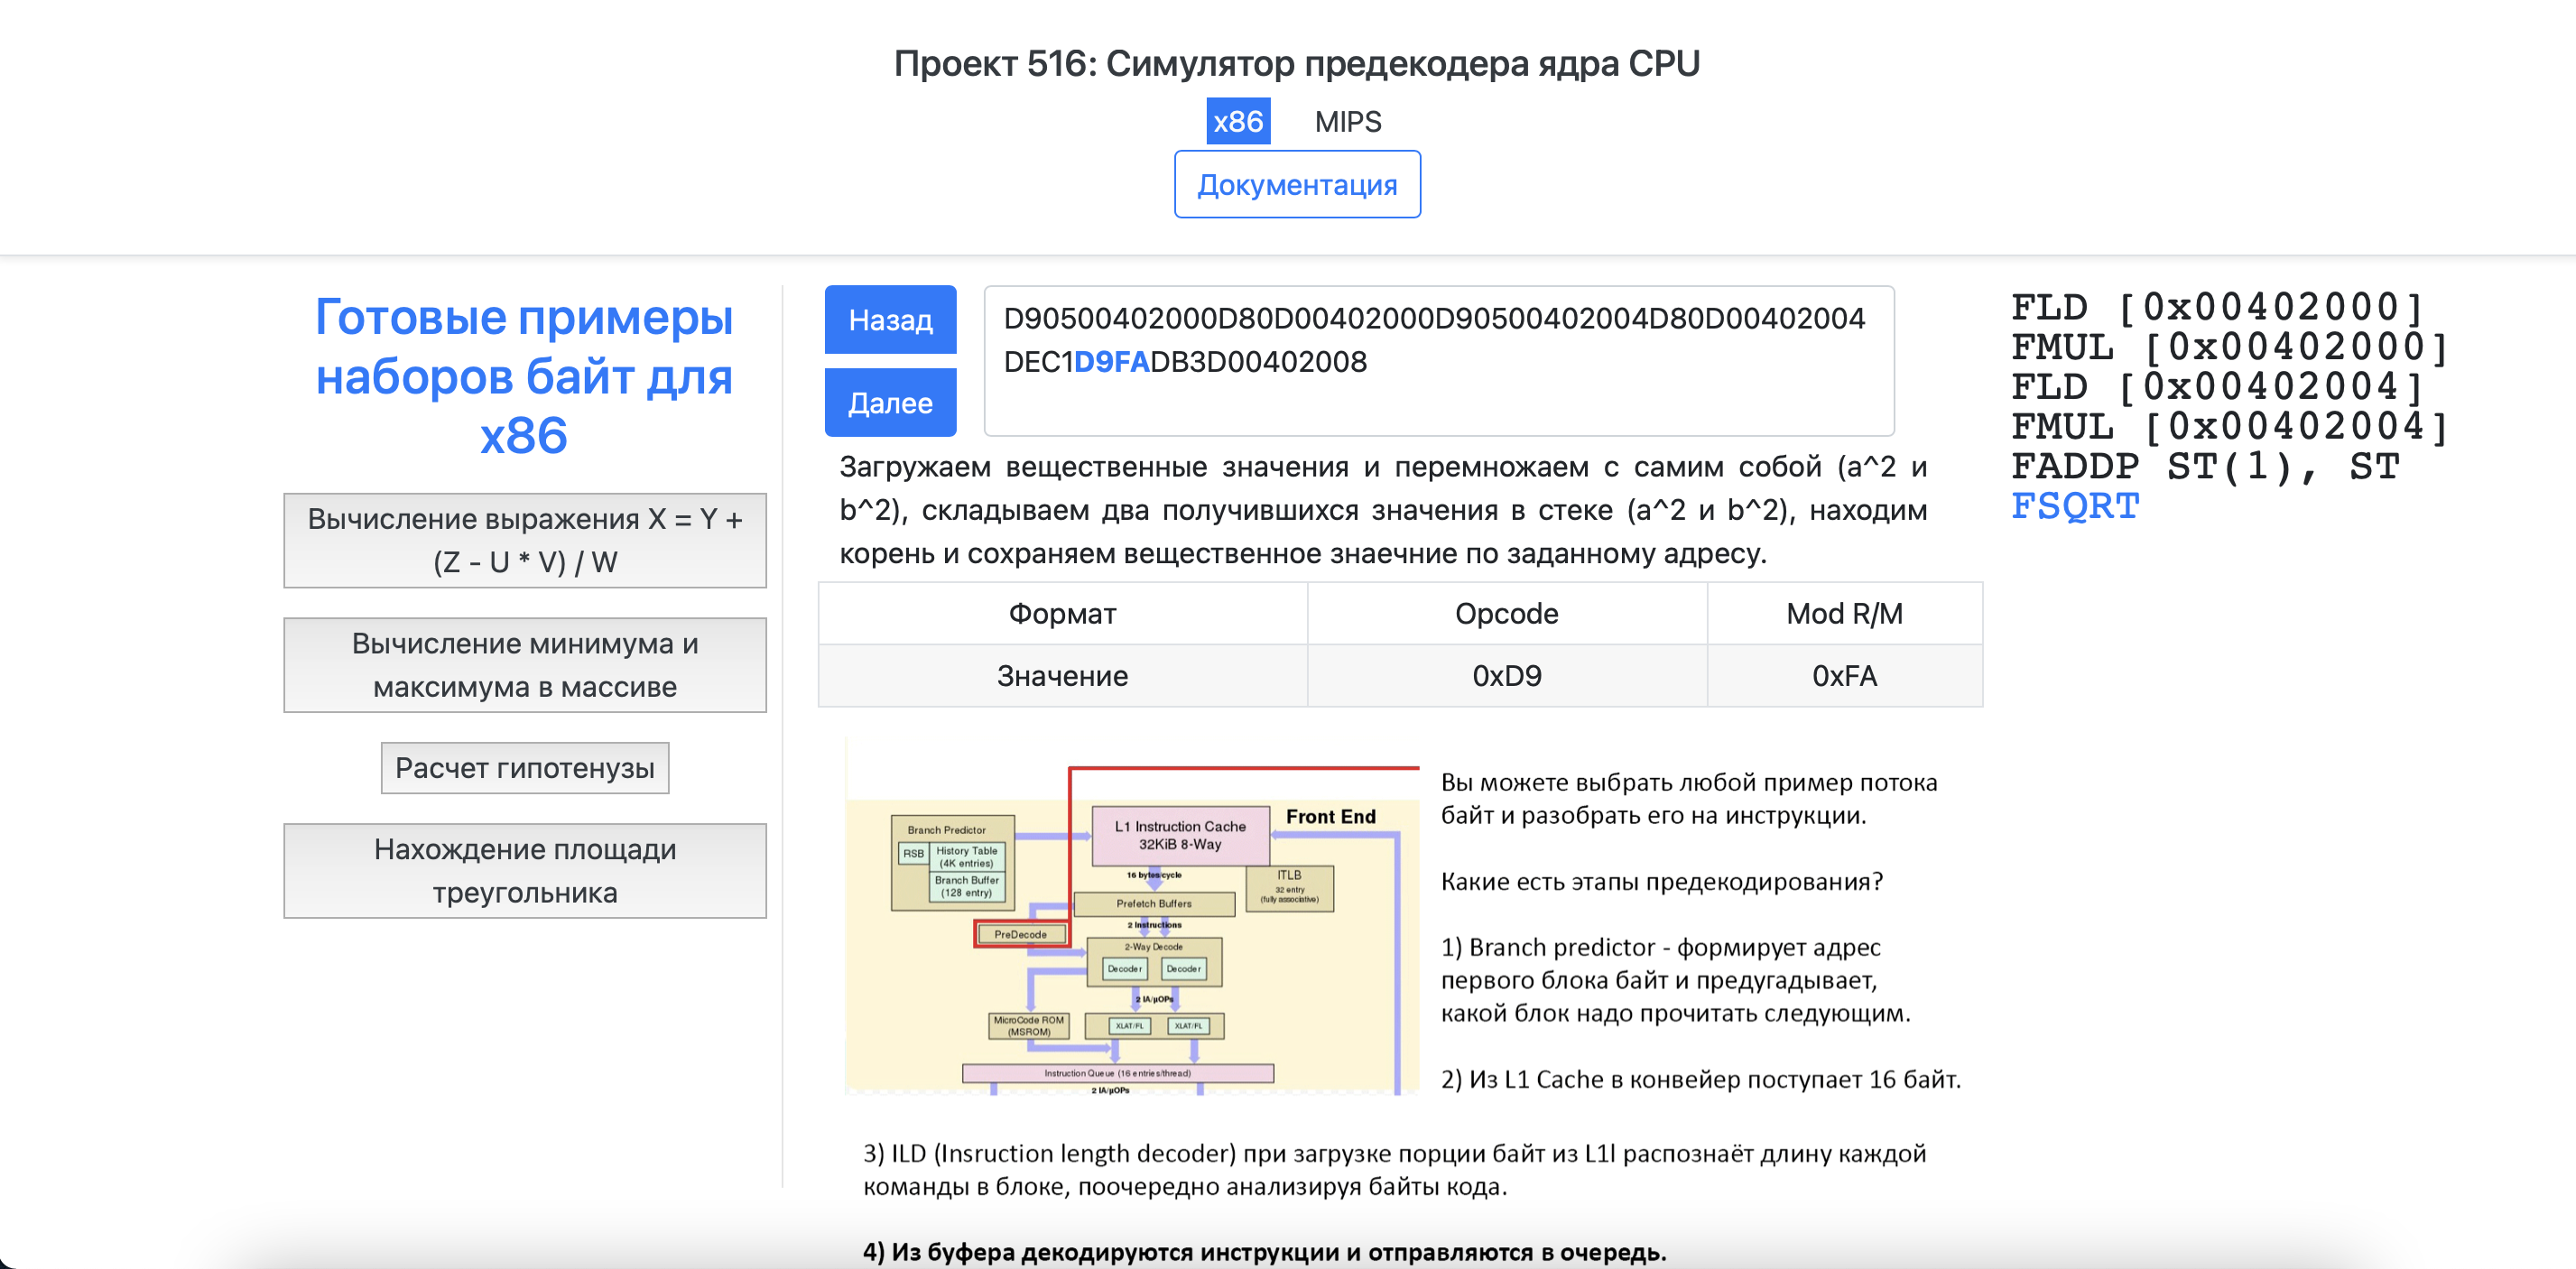 Проект 516: Симулятор предекодера ядра CPU
x86 MIPS
Документация
Готовые примеры
наборов байт для
x86
Вычисление выражения X = Y +
(Z - U * V) / W
Вычисление минимума и
максимума в массиве
Расчет гипотенузы
Нахождение площади
треугольника
Назад
Далее
D90500402000D80D00402000D90500402004D80D00402004
DEC1D9FADB3D00402008
Загружаем вещественные значения и перемножаем с самим собой (a^2 и
b^2), складываем два получившихся значения в стеке (a^2 и b^2), находим
корень и сохраняем вещественное знаечние по заданному адресу.
Формат Opcode Mod R/M
Значение 0xD9 0xFA
FLD [0x00402000]
FMUL [0x00402000]
FLD [0x00402004]
FMUL [0x00402004]
FADDP ST(1), ST
FSQRT
Front End
Branch Predictor
RSB
History Table
(4K entries)
Branch Buffer
(128 entry)
L1 Instruction Cache
32KiB 8-Way
16 bytes/cycle
ITLB
32 entry
(fully associative)
Prefetch Buffers
2 Instructions
PreDecode
2-Way Decode
Decoder Decoder
2 IA/µOPs
MicroCode ROM
(MSROM)
XLAT/FL XLAT/FL
Instruction Queue (16 entries/thread)
2 IA/µOPs
Вы можете выбрать любой пример потока
байт и разобрать его на инструкции.
Какие есть этапы предекодирования?
1) Branch predictor - формирует адрес
первого блока байт и предугадывает,
какой блок надо прочитать следующим.
2) Из L1 Cache в конвейер поступает 16 байт.
3) ILD (Insruction length decoder) при загрузке порции байт из L1l распознаёт длину каждой
команды в блоке, поочередно анализируя байты кода.
4) Из буфера декодируются инструкции и отправляются в очередь.